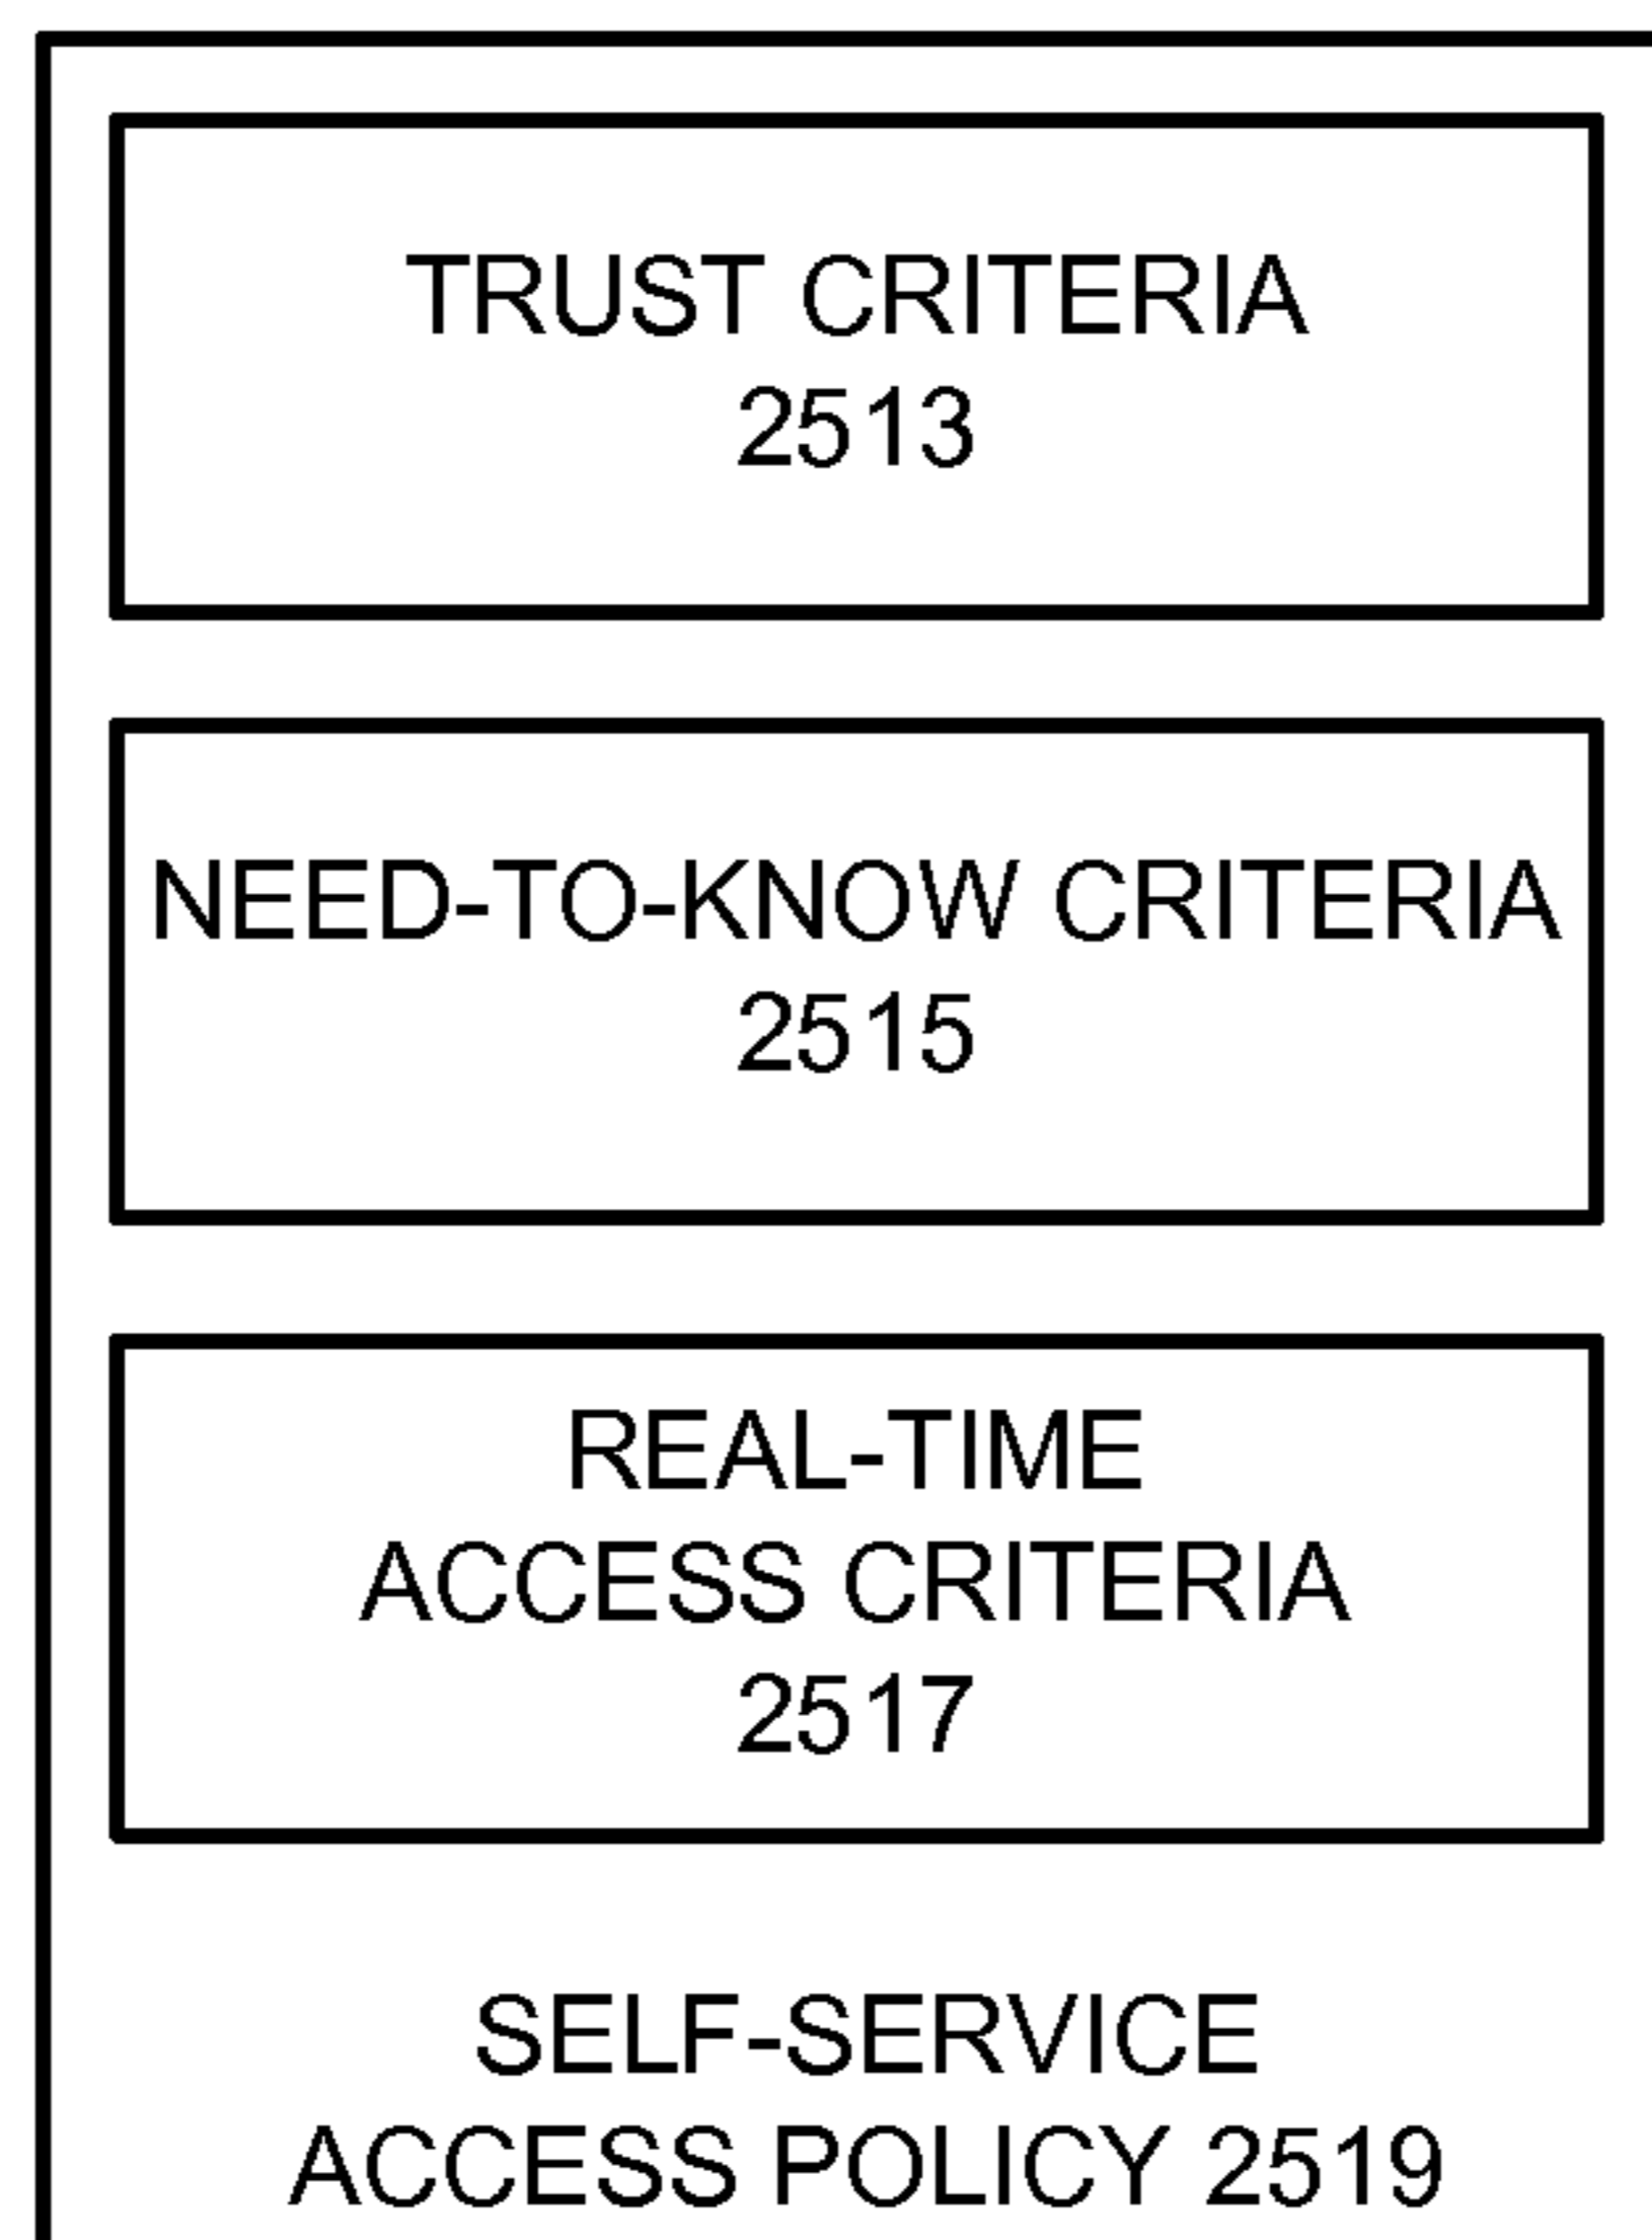 TRUST CRITERIA
2513
NEED-TO-KNOW CRITERIA
2515
REAL-TIME
ACCESS CRITERIA
2517
SELF-SERVICE
ACCESS POLICY 2519